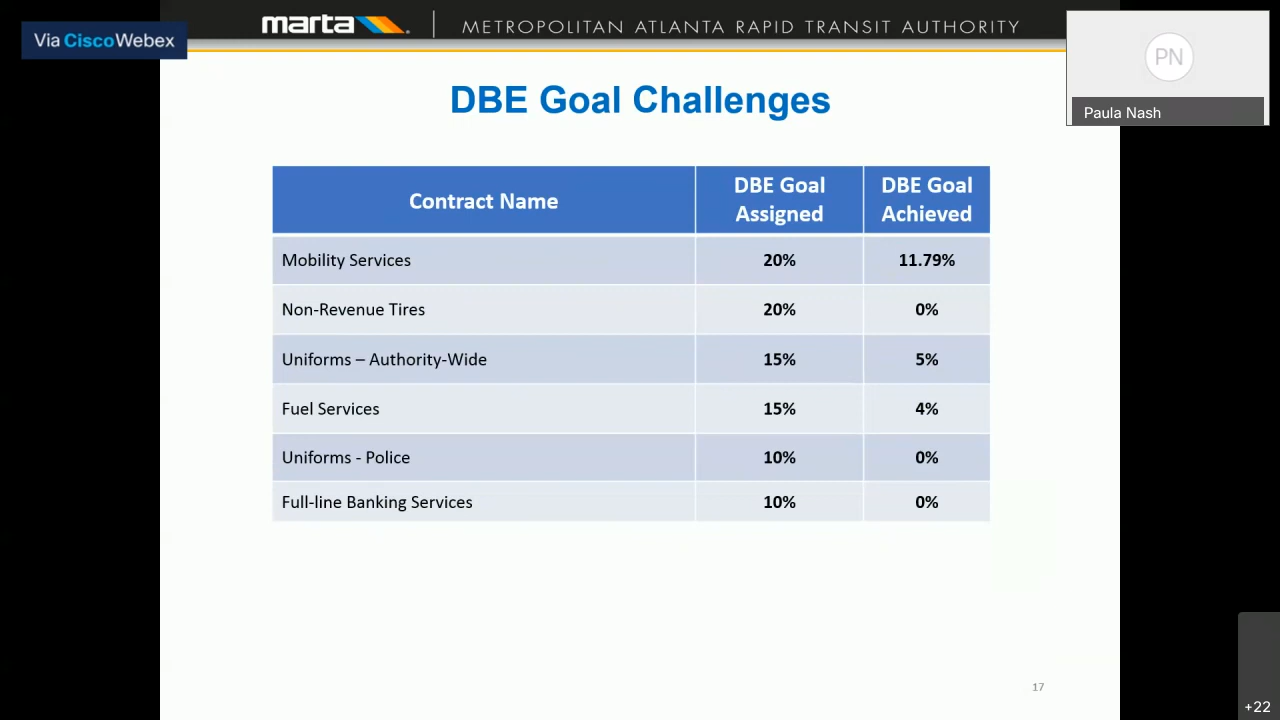 Via Cisco Webex
marta METROPOLITAN ATLANTA RAPID TRANSIT AUTHORITY
PN
Paula Nash
DBE Goal Challenges
Contract Name
DBE Goal
Assigned
DBE Goal
Achieved
Mobility Services 20% 11.79%
Non-Revenue Tires 20% 0%
Uniforms – Authority-Wide 15% 5%
Fuel Services 15% 4%
Uniforms - Police 10% 0%
Full-line Banking Services 10% 0%
17
+22